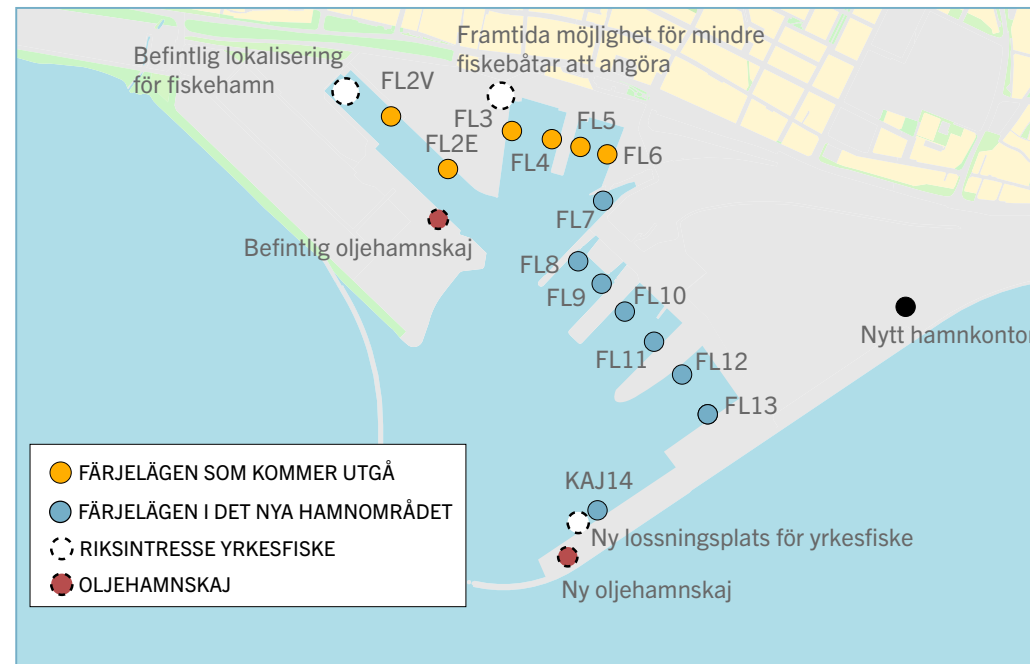 Befintlig lokalisering
för fiskehamn
Framtida möjlighet för mindre
fiskebåtar att angöra
FL2V
FL3
FL5
FL2E
FL4
FL6
FL7
Befintlig oljehamnskaj
FL8
FL9
FL10
Nytt hamnkontor
FL11
FL12
FL13
KAJ14
Ny lossningsplats för yrkesfiske
Ny oljehamnskaj
FÄRJELÄGEN SOM KOMMER UTGÅ
FÄRJELÄGEN I DET NYA HAMNOMRÅDET
RIKSINTRESSE YRKESFISKE
OLJEHAMNSKAJ